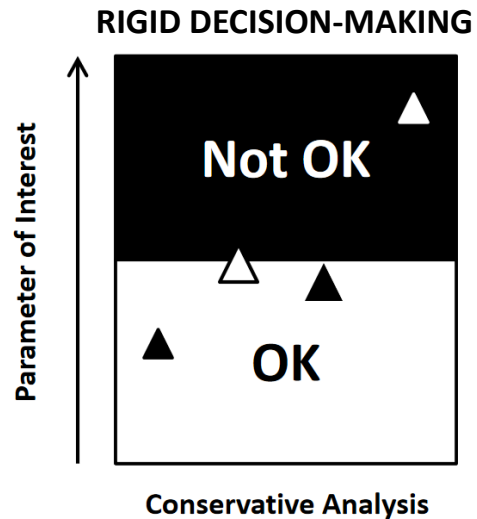 RIGID DECISION-MAKING
Parameter of Interest
Not OK
OK
Conservative Analysis